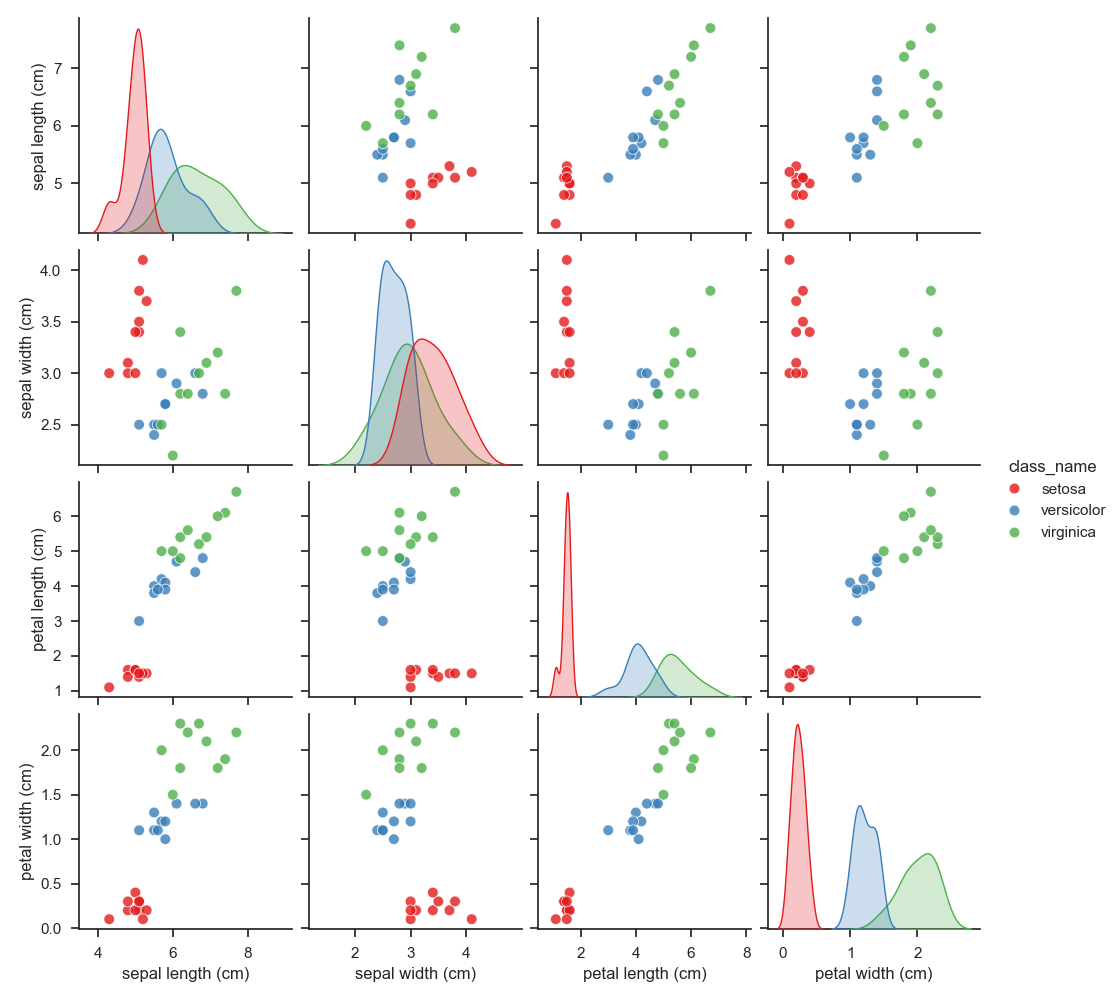 sepal length (cm)
7
6
5
4.0
3.5
3.0
2.5
sepal width (cm)
class_name
setosa
versicolor
virginica
6
5
4
3
2
1
petal length (cm)
2.0
1.5
1.0
0.5
0.0
petal width (cm)
4 6 8 2 3 4 2 4 6 8 0 1 2
sepal length (cm) sepal width (cm) petal length (cm) petal width (cm)